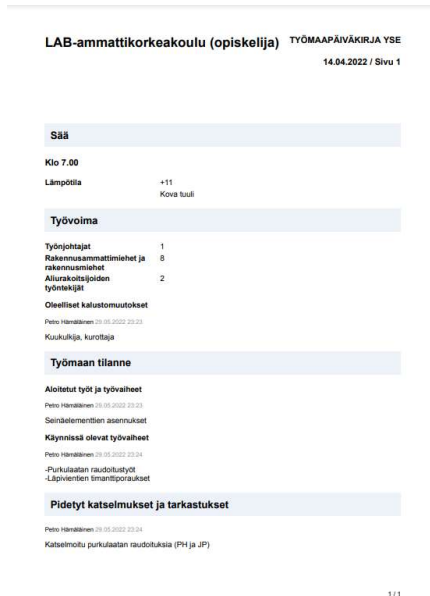 LAB-ammattikorkeakoulu (opiskelija) TYÖMAAPÄIVÄKIRJA YSE
14.04.2022 / Sivu 1
Sää
Klo 7.00
Lämpötila +11
Kova tuuli
Työvoima
Työnjohtajat 1
Rakennusammattimiehet ja 8
rakennusmiehet
Aliurakoitsijoiden 2
työntekijät
Oleelliset kalustomuutokset
Petro Hämäläinen 29.05.2022 23:23
Kuukulkija, kurottaja
Työmaan tilanne
Aloitetut työt ja työvaiheet
Petro Hämäläinen 29.05.2022 23:23
Seinäelementtien asennukset
Käynnissä olevat työvaiheet
Petro Hämäläinen 29.05.2022 23:24
-Purkulaatan raudoitustyöt
-Läpivientien timanttiporaukset
Pidetyt katselmukset ja tarkastukset
Petro Hämäläinen 29.05.2022 23:24
Katselmoitu purkulaatan raudoituksia (PH ja JP)
1 / 1